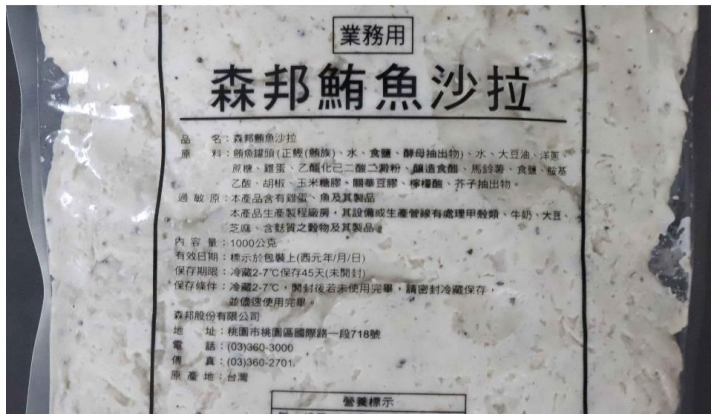 業務用
森邦鮪魚沙拉
品　名：森邦鮪魚沙拉
原　料：鮪魚罐頭(正鰹(鮪族)、水、食鹽、酵母抽出物)、水、大豆油、洋蔥、
蔗糖、雞蛋、乙醯化己二酸二澱粉、釀造食醋、馬鈴薯、食鹽、胺基
乙酸、胡椒、玉米糖膠、關華豆膠、檸檬酸、芥子抽出物。
過敏原：本產品含有雞蛋、魚及其製品
本產品生產製程廠房，其設備或生產管線有處理甲殼類、牛奶、大豆、
芝麻、含麩質之穀物及其製品。
內容量：1000公克
有效日期：標示於包裝上(西元年/月/日)
保存期限：冷藏2-7℃保存45天(未開封)
保存條件：冷藏2-7℃，開封後若未使用完畢，請密封冷藏保存，
並儘速使用完畢。
森邦股份有限公司
地　址：桃園市桃園區國際路一段718號
電　話：(03)360-3000
傳　真：(03)360-2701
原產地：台灣
營養標示